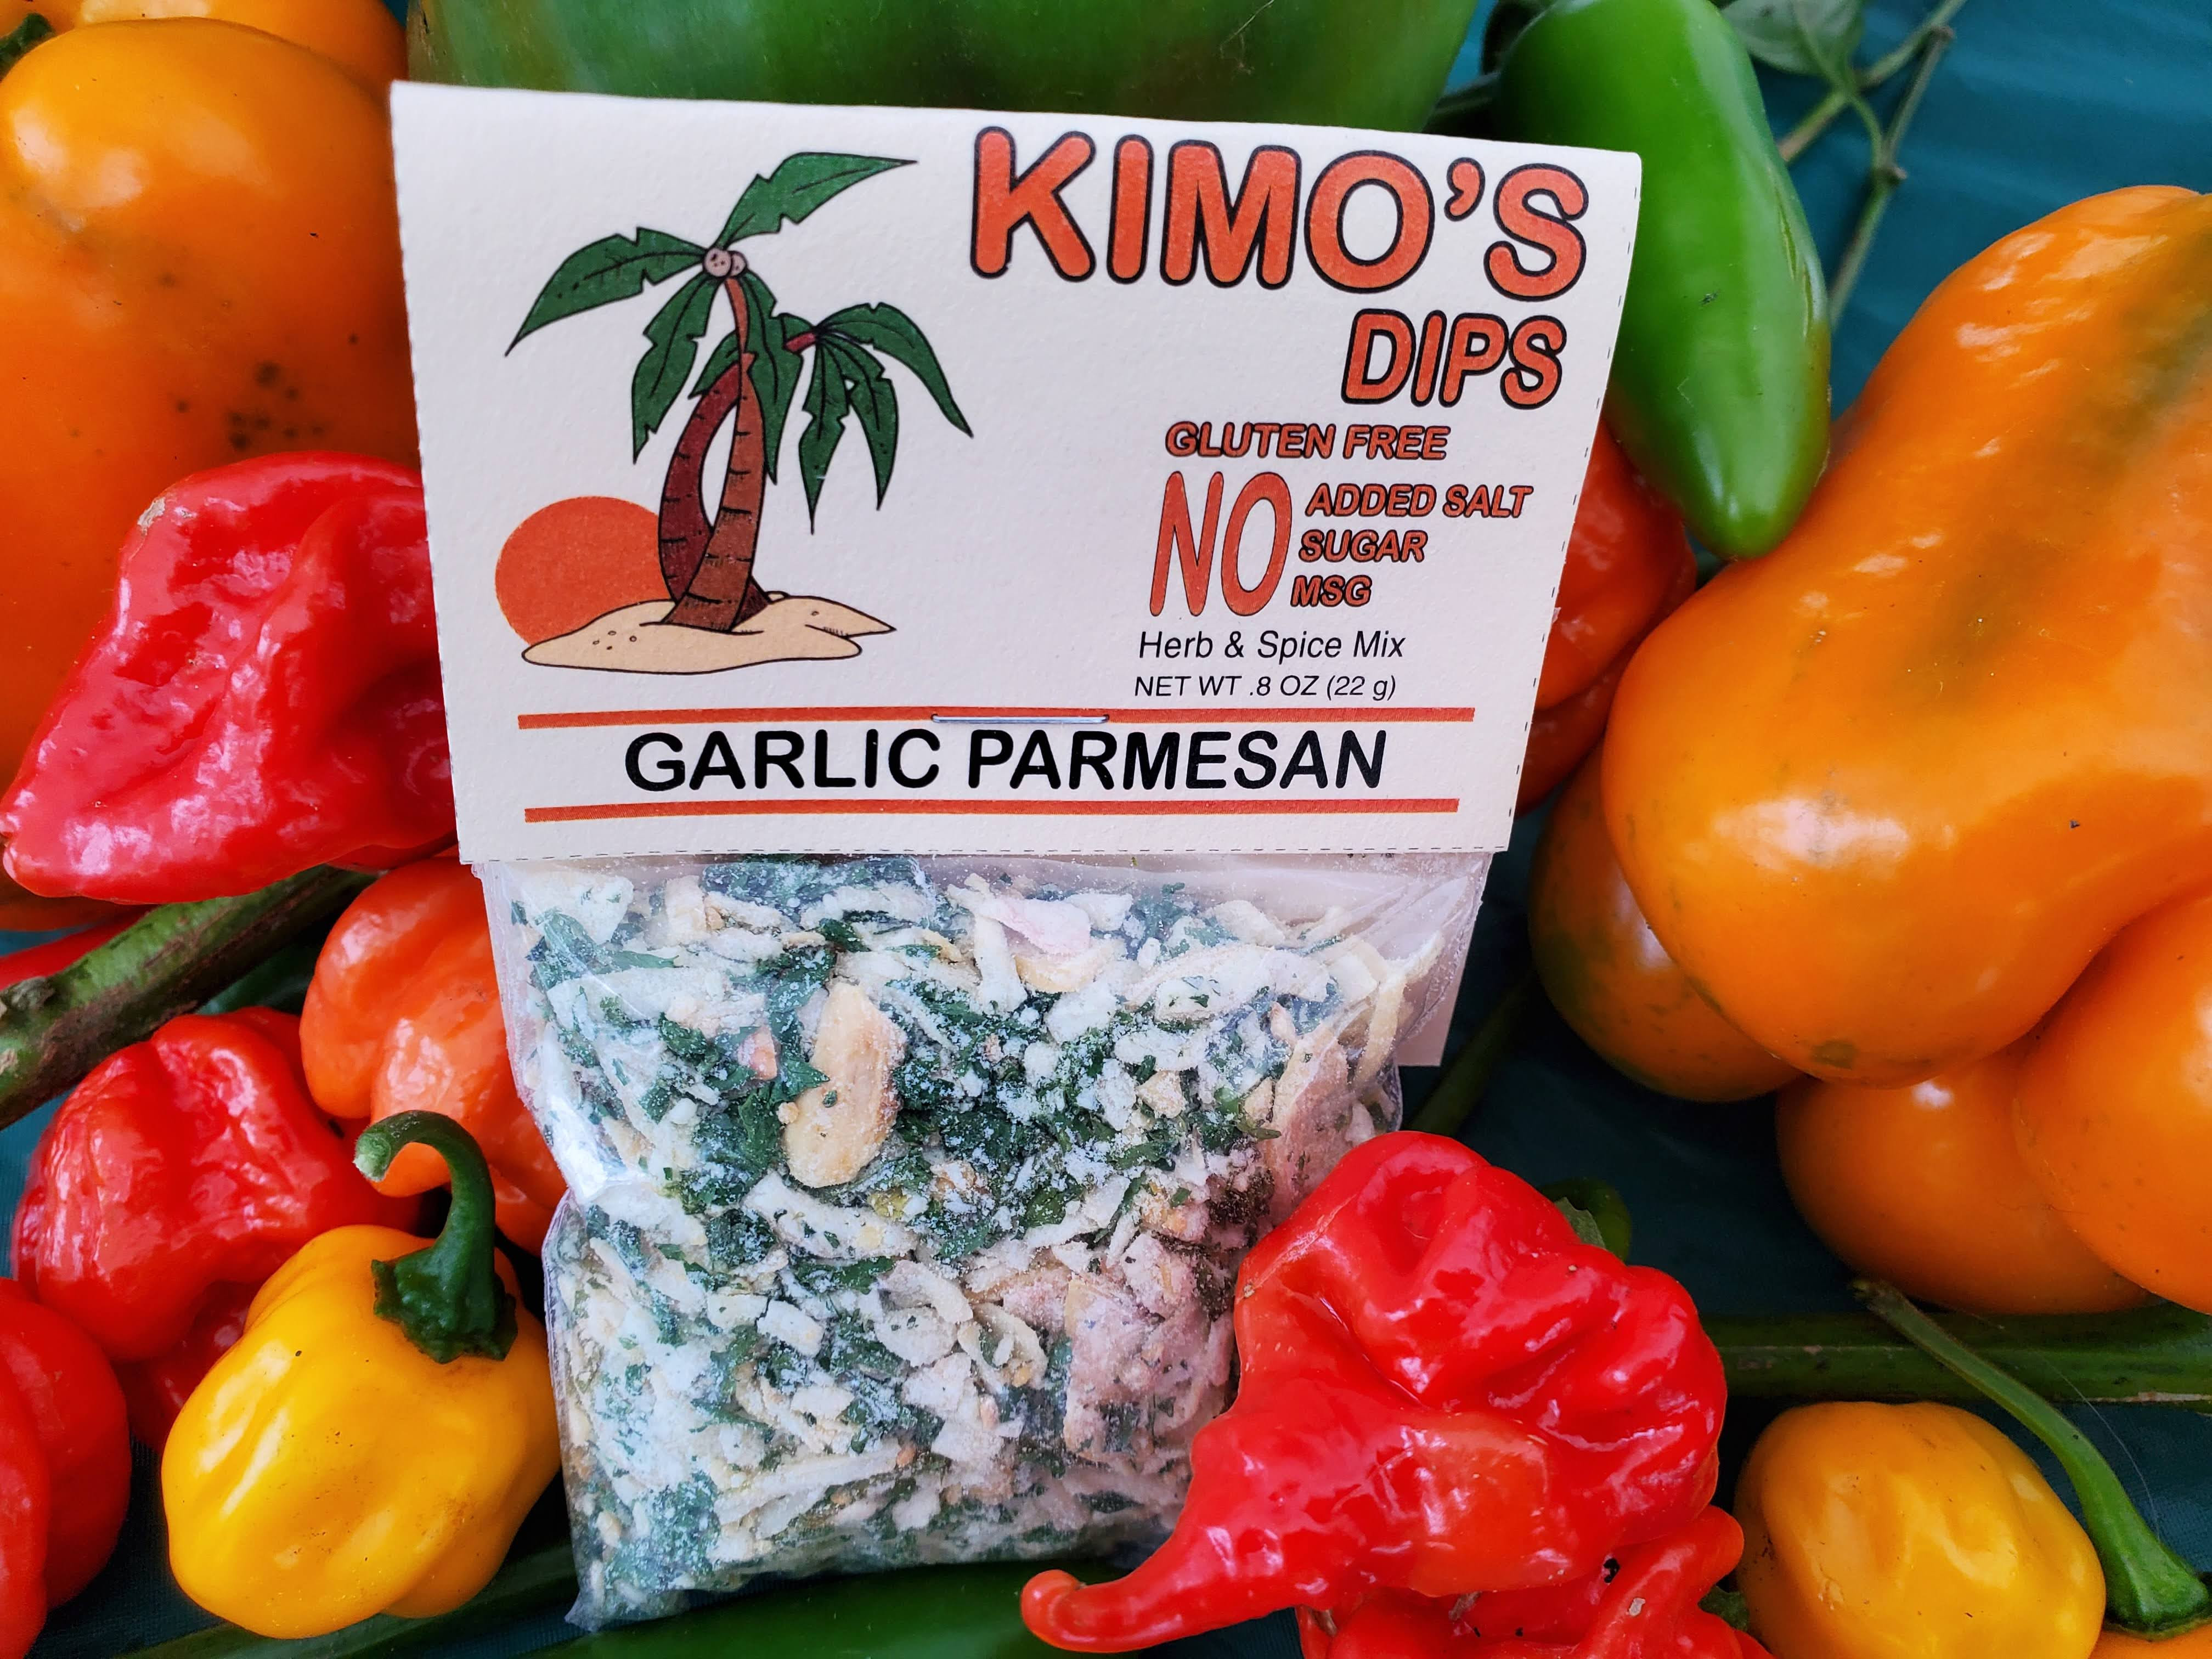 KIMO'S
DIPS
GLUTEN FREE
NO ADDED SALT
SUGAR
MSG
Herb & Spice Mix
NET WT .8 OZ (22 g)
GARLIC PARMESAN